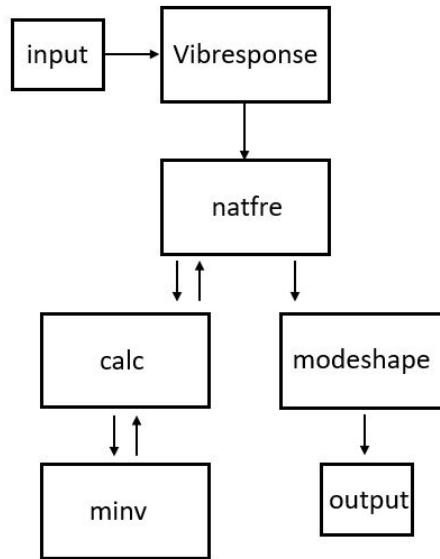 input
Vibresponse
natfre
calc
modeshape
minv
output